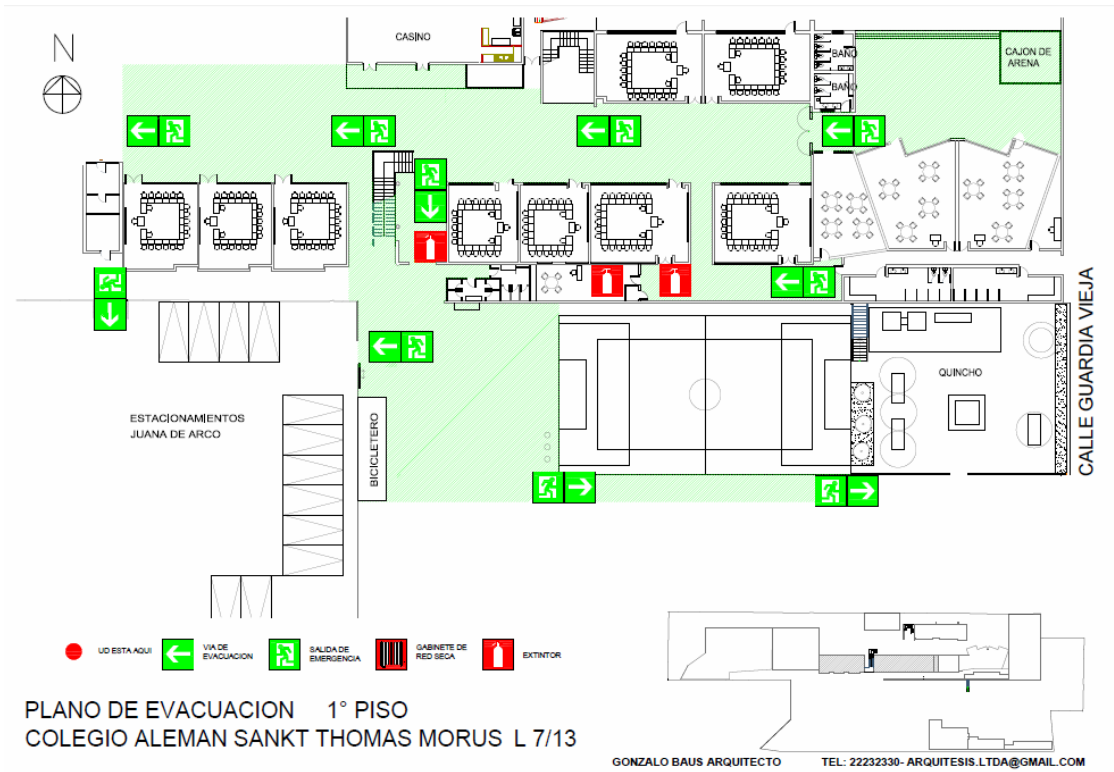 N
CASINO
BAÑO
BAÑO
CAJON DE
ARENA
CALLE GUARDIA VIEJA
QUINCHO
ESTACIONAMIENTOS
JUANA DE ARCO
BICICLETERO
UD ESTA AQUI
VIA DE
EVACUACION
SALIDA DE
EMERGENCIA
GABINETE DE
RED SECA
EXTINTOR
PLANO DE EVACUACION 1° PISO
COLEGIO ALEMAN SANKT THOMAS MORUS L 7/13
GONZALO BAUS ARQUITECTO TEL: 22232330- ARQUITESIS.LTDA@GMAIL.COM